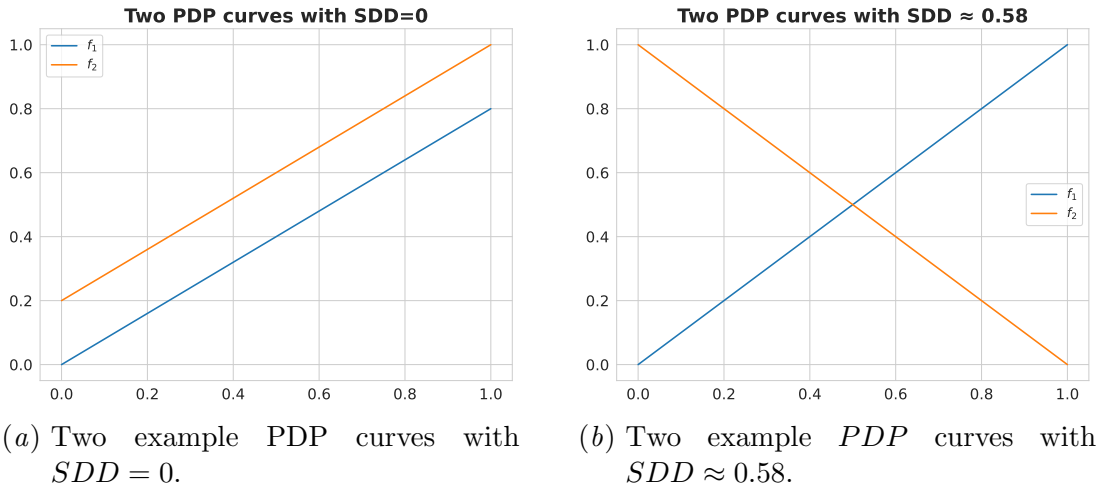 Two PDP curves with SDD=0
f₁
f₂
1.0
0.8
0.6
0.4
0.2
0.0
0.0 0.2 0.4 0.6 0.8 1.0
(a) Two example PDP curves with
SDD = 0.
Two PDP curves with SDD ≈ 0.58
1.0
0.8
0.6
0.4
0.2
0.0
f₁
f₂
0.0 0.2 0.4 0.6 0.8 1.0
(b) Two example PDP curves with
SDD ≈ 0.58.